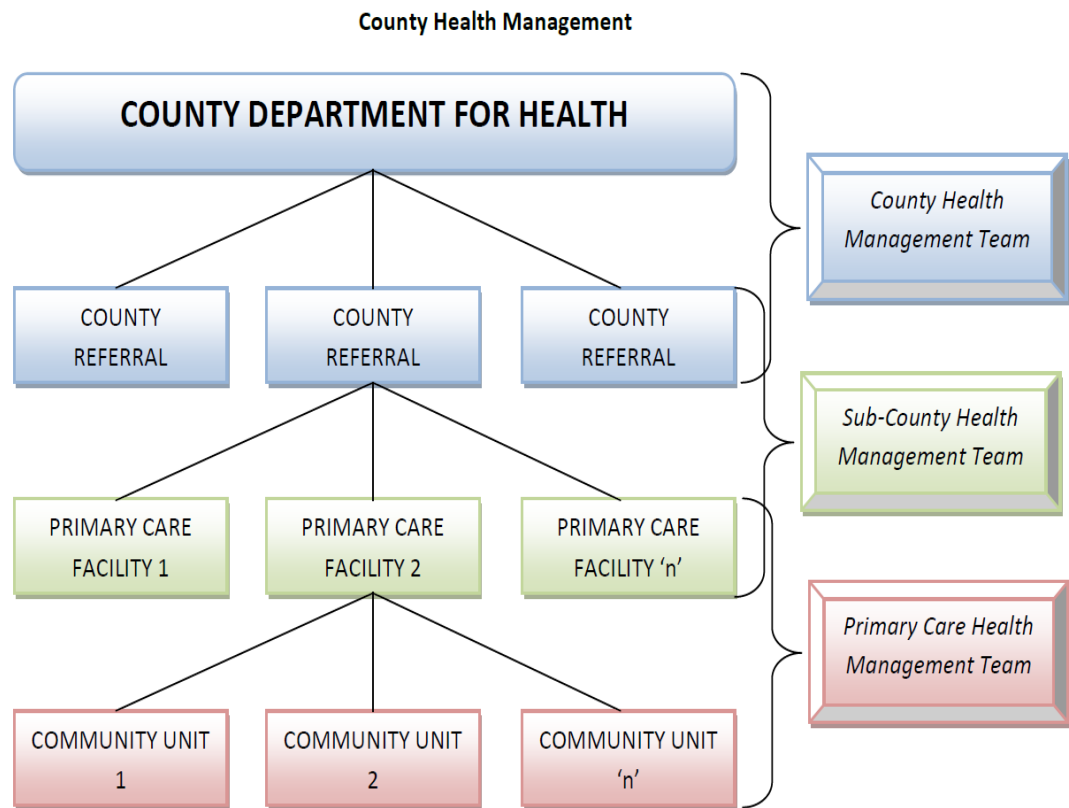 County Health Management
COUNTY DEPARTMENT FOR HEALTH
County Health
Management Team
COUNTY
REFERRAL
COUNTY
REFERRAL
COUNTY
REFERRAL
Sub-County Health
Management Team
PRIMARY CARE
FACILITY 1
PRIMARY CARE
FACILITY 2
PRIMARY CARE
FACILITY ‘n’
Primary Care Health
Management Team
COMMUNITY UNIT
1
COMMUNITY UNIT
2
COMMUNITY UNIT
‘n’